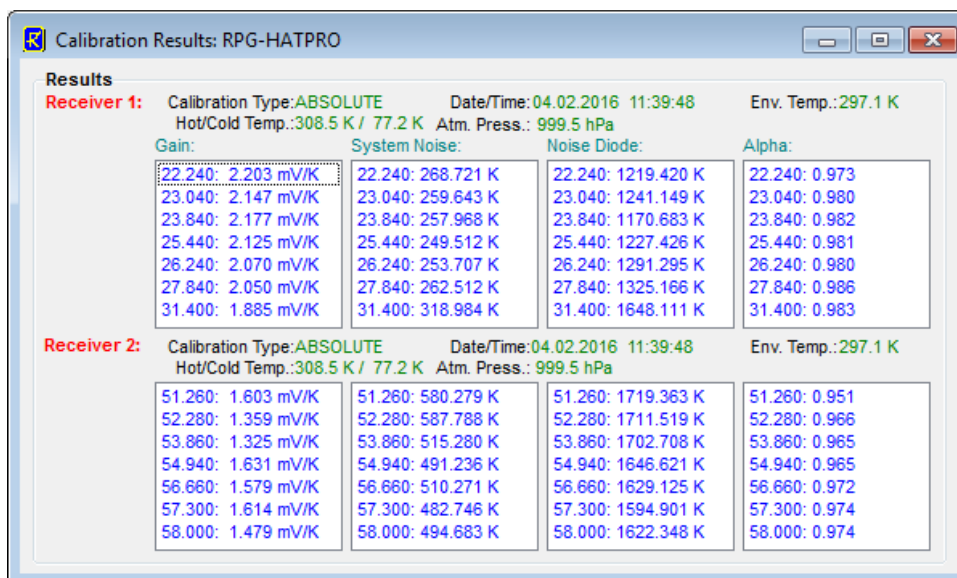 Calibration Results: RPG-HATPRO
Results
Receiver 1: Calibration Type:ABSOLUTE Date/Time:04.02.2016 11:39:48 Env. Temp.:297.1 K
Hot/Cold Temp.:308.5 K / 77.2 K Atm. Press.: 999.5 hPa
Gain: System Noise: Noise Diode: Alpha:
22.240: 2.203 mV/K 22.240: 268.721 K 22.240: 1219.420 K 22.240: 0.973
23.040: 2.147 mV/K 23.040: 259.643 K 23.040: 1241.149 K 23.040: 0.980
23.840: 2.177 mV/K 23.840: 257.968 K 23.840: 1170.683 K 23.840: 0.982
25.440: 2.125 mV/K 25.440: 249.512 K 25.440: 1227.426 K 25.440: 0.981
26.240: 2.070 mV/K 26.240: 253.707 K 26.240: 1291.295 K 26.240: 0.980
27.840: 2.050 mV/K 27.840: 262.512 K 27.840: 1325.166 K 27.840: 0.986
31.400: 1.885 mV/K 31.400: 318.984 K 31.400: 1648.111 K 31.400: 0.983
Receiver 2: Calibration Type:ABSOLUTE Date/Time:04.02.2016 11:39:48 Env. Temp.:297.1 K
Hot/Cold Temp.:308.5 K / 77.2 K Atm. Press.: 999.5 hPa
51.260: 1.603 mV/K 51.260: 580.279 K 51.260: 1719.363 K 51.260: 0.951
52.280: 1.359 mV/K 52.280: 587.788 K 52.280: 1711.519 K 52.280: 0.966
53.860: 1.325 mV/K 53.860: 515.280 K 53.860: 1702.708 K 53.860: 0.965
54.940: 1.631 mV/K 54.940: 491.236 K 54.940: 1646.621 K 54.940: 0.965
56.660: 1.579 mV/K 56.660: 510.271 K 56.660: 1629.125 K 56.660: 0.972
57.300: 1.614 mV/K 57.300: 482.746 K 57.300: 1594.901 K 57.300: 0.974
58.000: 1.479 mV/K 58.000: 494.683 K 58.000: 1622.348 K 58.000: 0.974